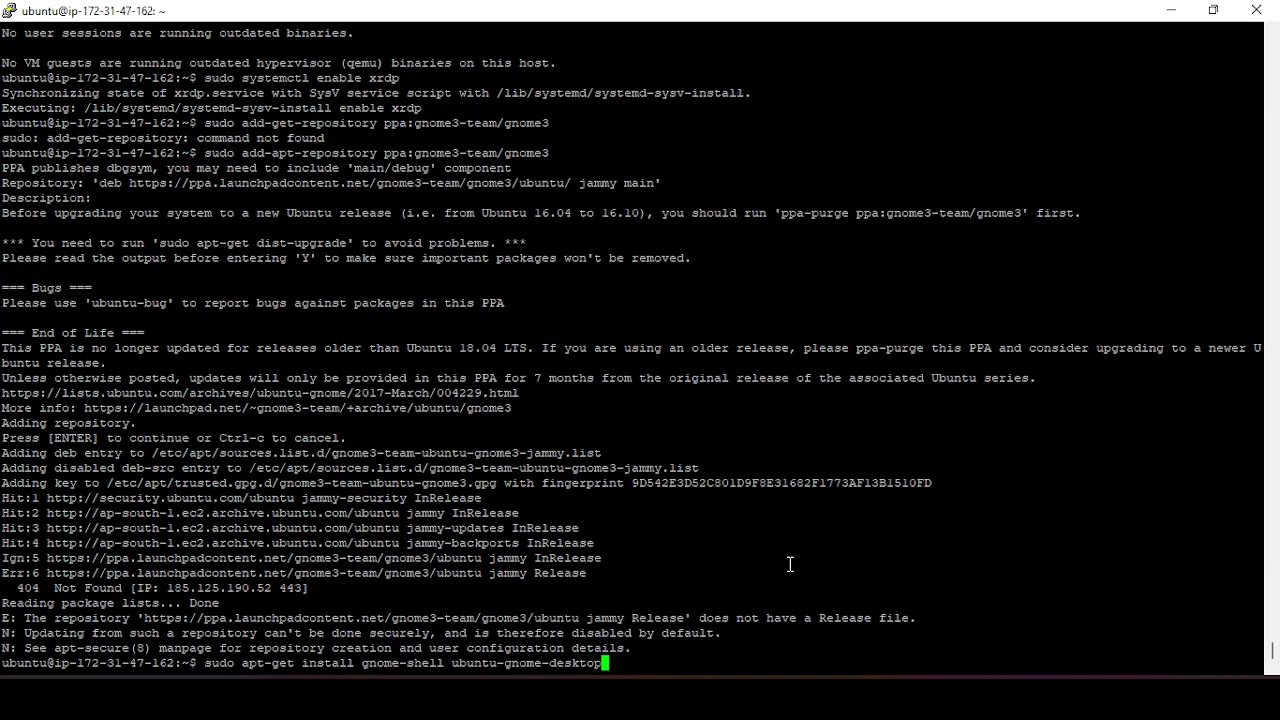 ubuntu@ip-172-31-47-162: ~
No user sessions are running outdated binaries.
No VM guests are running outdated hypervisor (qemu) binaries on this host.
ubuntu@ip-172-31-47-162:~$ sudo systemctl enable xrdp
Synchronizing state of xrdp.service with SysV service script with /lib/systemd/systemd-sysv-install.
Executing: /lib/systemd/systemd-sysv-install enable xrdp
ubuntu@ip-172-31-47-162:~$ sudo add-get-repository ppa:gnome3-team/gnome3
sudo: add-get-repository: command not found
ubuntu@ip-172-31-47-162:~$ sudo add-apt-repository ppa:gnome3-team/gnome3
PPA publishes dbgsym, you may need to include 'main/debug' component
Repository: 'deb https://ppa.launchpadcontent.net/gnome3-team/gnome3/ubuntu/ jammy main'
Description:
Before upgrading your system to a new Ubuntu release (i.e. from Ubuntu 16.04 to 16.10), you should run 'ppa-purge ppa:gnome3-team/gnome3' first.
*** You need to run 'sudo apt-get dist-upgrade' to avoid problems. ***
Please read the output before entering 'Y' to make sure important packages won't be removed.
=== Bugs ===
Please use 'ubuntu-bug' to report bugs against packages in this PPA
=== End of Life ===
This PPA is no longer updated for releases older than Ubuntu 18.04 LTS. If you are using an older release, please ppa-purge this PPA and consider upgrading to a newer U
buntu release.
Unless otherwise posted, updates will only be provided in this PPA for 7 months from the original release of the associated Ubuntu series.
https://lists.ubuntu.com/archives/ubuntu-gnome/2017-March/004229.html
More info: https://launchpad.net/~gnome3-team/+archive/ubuntu/gnome3
Adding repository.
Press [ENTER] to continue or Ctrl-c to cancel.
Adding deb entry to /etc/apt/sources.list.d/gnome3-team-ubuntu-gnome3-jammy.list
Adding disabled deb-src entry to /etc/apt/sources.list.d/gnome3-team-ubuntu-gnome3-jammy.list
Adding key to /etc/apt/trusted.gpg.d/gnome3-team-ubuntu-gnome3.gpg with fingerprint 9D542E3D52C801D9F8E31682F1773AF13B1510FD
Hit:1 http://security.ubuntu.com/ubuntu jammy-security InRelease
Hit:2 http://ap-south-1.ec2.archive.ubuntu.com/ubuntu jammy InRelease
Hit:3 http://ap-south-1.ec2.archive.ubuntu.com/ubuntu jammy-updates InRelease
Hit:4 http://ap-south-1.ec2.archive.ubuntu.com/ubuntu jammy-backports InRelease
Ign:5 https://ppa.launchpadcontent.net/gnome3-team/gnome3/ubuntu jammy InRelease
Err:6 https://ppa.launchpadcontent.net/gnome3-team/gnome3/ubuntu jammy Release
404  Not Found [IP: 185.125.190.52 443]
Reading package lists... Done
E: The repository 'https://ppa.launchpadcontent.net/gnome3-team/gnome3/ubuntu jammy Release' does not have a Release file.
N: Updating from such a repository can't be done securely, and is therefore disabled by default.
N: See apt-secure(8) manpage for repository creation and user configuration details.
ubuntu@ip-172-31-47-162:~$ sudo apt-get install gnome-shell ubuntu-gnome-desktop